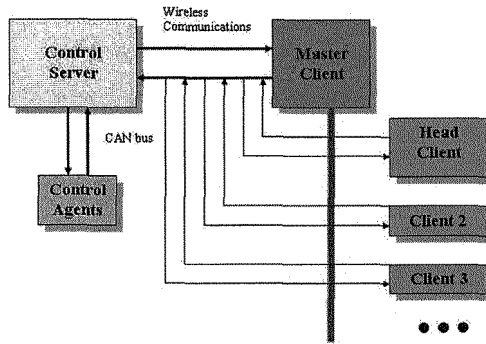 Wireless
Communications
Control
Server
Master
Client
CAN bus
Head
Client
Control
Agents
Client 2
Client 3